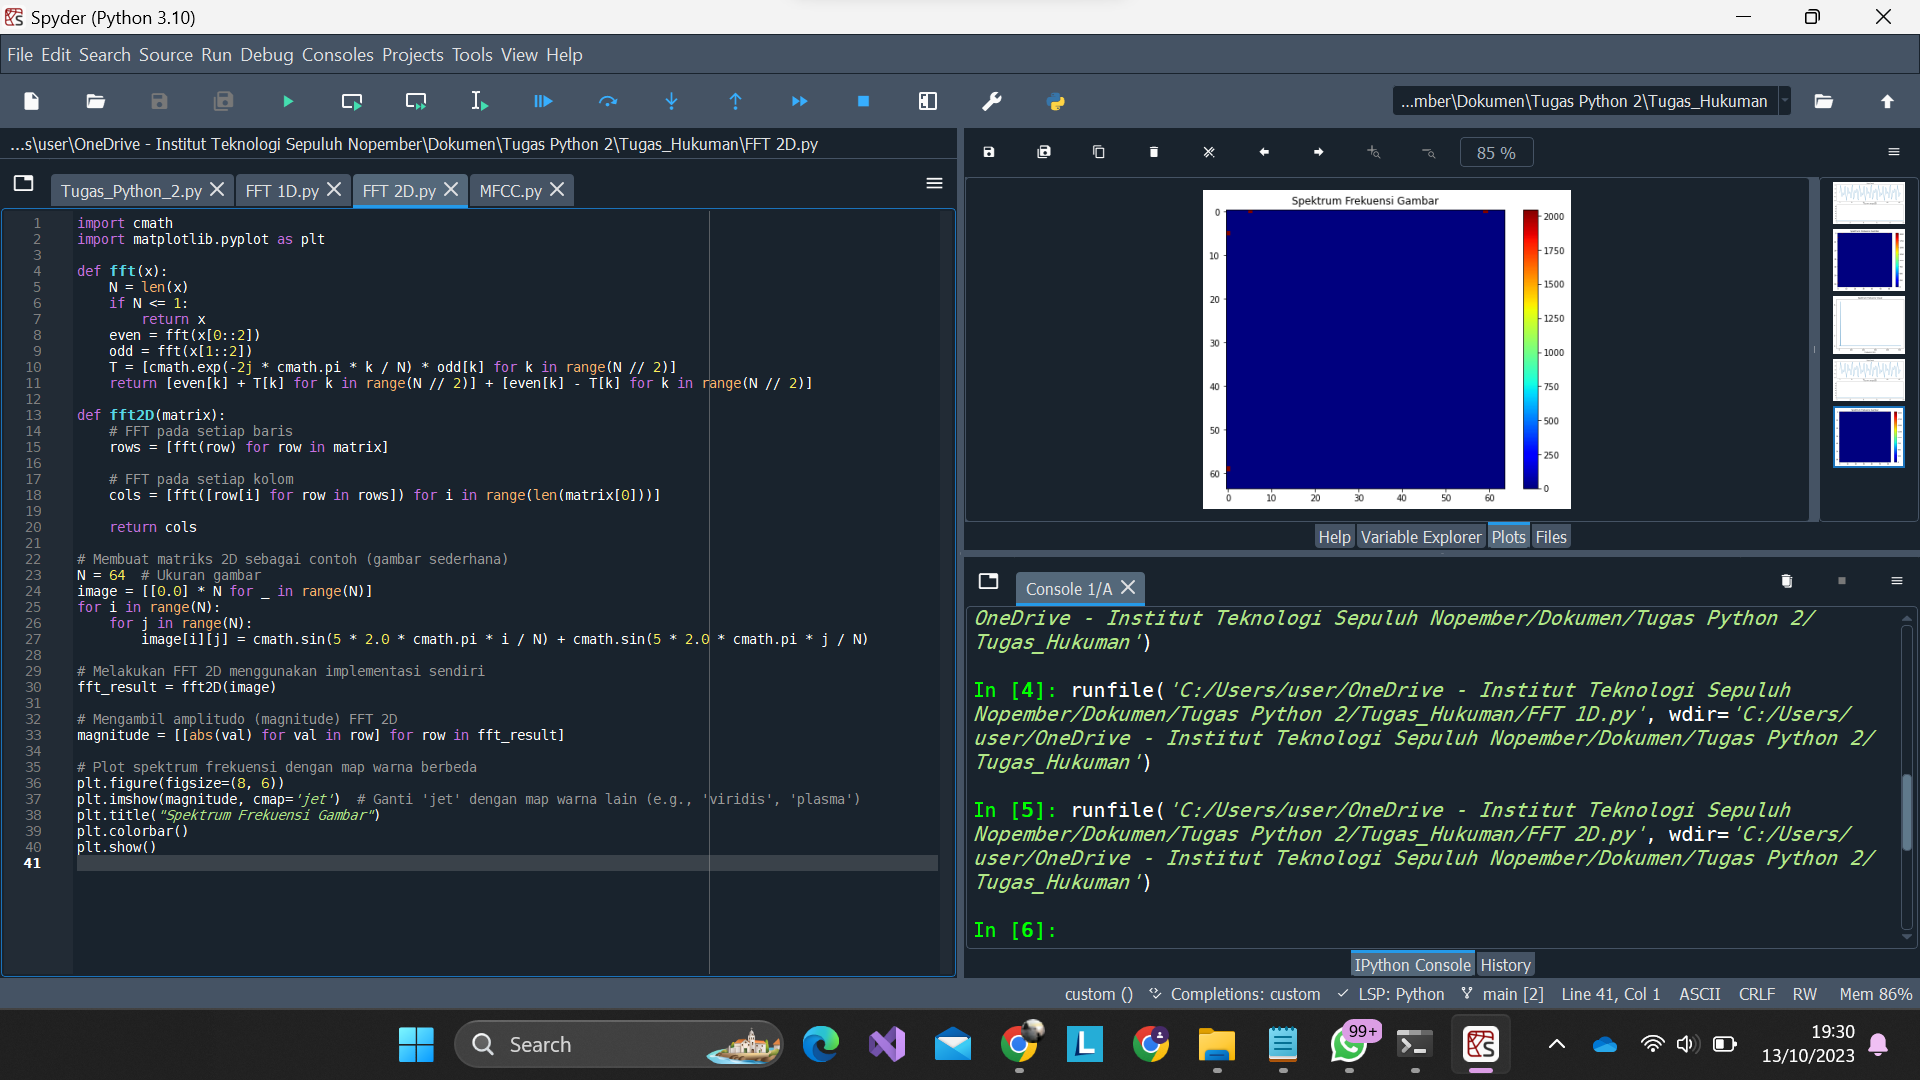 Spyder (Python 3.10)
File Edit Search Source Run Debug Consoles Projects Tools View Help
...mber\Dokumen\Tugas Python 2\Tugas_Hukuman
...s\user\OneDrive - Institut Teknologi Sepuluh Nopember\Dokumen\Tugas Python 2\Tugas_Hukuman\FFT 2D.py
Tugas_Python_2.py FFT 1D.py FFT 2D.py MFCC.py
1 import cmath
2 import matplotlib.pyplot as plt
3
4 def fft(x):
5 N = len(x)
6 if N <= 1:
7 return x
8 even = fft(x[0::2])
9 odd = fft(x[1::2])
10 T = [cmath.exp(-2j * cmath.pi * k / N) * odd[k] for k in range(N // 2)]
11 return [even[k] + T[k] for k in range(N // 2)] + [even[k] - T[k] for k in range(N // 2)]
12
13 def fft2D(matrix):
14 # FFT pada setiap baris
15 rows = [fft(row) for row in matrix]
16
17 # FFT pada setiap kolom
18 cols = [fft([row[i] for row in rows]) for i in range(len(matrix[0]))]
19
20 return cols
21
22 # Membuat matriks 2D sebagai contoh (gambar sederhana)
23 N = 64 # Ukuran gambar
24 image = [[0.0] * N for _ in range(N)]
25 for i in range(N):
26 for j in range(N):
27 image[i][j] = cmath.sin(5 * 2.0 * cmath.pi * i / N) + cmath.sin(5 * 2.0 * cmath.pi * j / N)
28
29 # Melakukan FFT 2D menggunakan implementasi sendiri
30 fft_result = fft2D(image)
31
32 # Mengambil amplitudo (magnitude) FFT 2D
33 magnitude = [[abs(val) for val in row] for row in fft_result]
34
35 # Plot spektrum frekuensi dengan map warna berbeda
36 plt.figure(figsize=(8, 6))
37 plt.imshow(magnitude, cmap='jet') # Ganti 'jet' dengan map warna lain (e.g., 'viridis', 'plasma')
38 plt.title("Spektrum Frekuensi Gambar")
39 plt.colorbar()
40 plt.show()
41
85 %
Spektrum Frekuensi Gambar
0
10
20
30
40
50
60
0 10 20 30 40 50 60
2000
1750
1500
1250
1000
750
500
250
0
Help Variable Explorer Plots Files
Console 1/A
OneDrive - Institut Teknologi Sepuluh Nopember/Dokumen/Tugas Python 2/
Tugas_Hukuman')
In [4]: runfile('C:/Users/user/OneDrive - Institut Teknologi Sepuluh
Nopember/Dokumen/Tugas Python 2/Tugas_Hukuman/FFT 1D.py', wdir='C:/Users/
user/OneDrive - Institut Teknologi Sepuluh Nopember/Dokumen/Tugas Python 2/
Tugas_Hukuman')
In [5]: runfile('C:/Users/user/OneDrive - Institut Teknologi Sepuluh
Nopember/Dokumen/Tugas Python 2/Tugas_Hukuman/FFT 2D.py', wdir='C:/Users/
user/OneDrive - Institut Teknologi Sepuluh Nopember/Dokumen/Tugas Python 2/
Tugas_Hukuman')
In [6]:
IPython Console History
custom () Completions: custom LSP: Python main [2] Line 41, Col 1 ASCII CRLF RW Mem 86%
Search
L
99+
19:30
13/10/2023